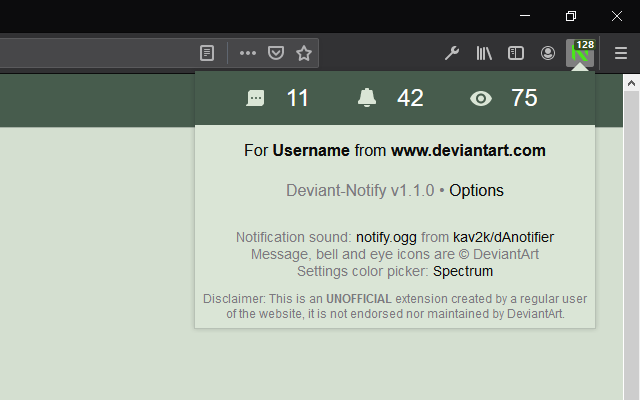 128
11 42 75
For Username from www.deviantart.com
Deviant-Notify v1.1.0 • Options
Notification sound: notify.ogg from kav2k/dAnotifier
Message, bell and eye icons are © DeviantArt
Settings color picker: Spectrum
Disclaimer: This is an UNOFFICIAL extension created by a regular user
of the website, it is not endorsed nor maintained by DeviantArt.